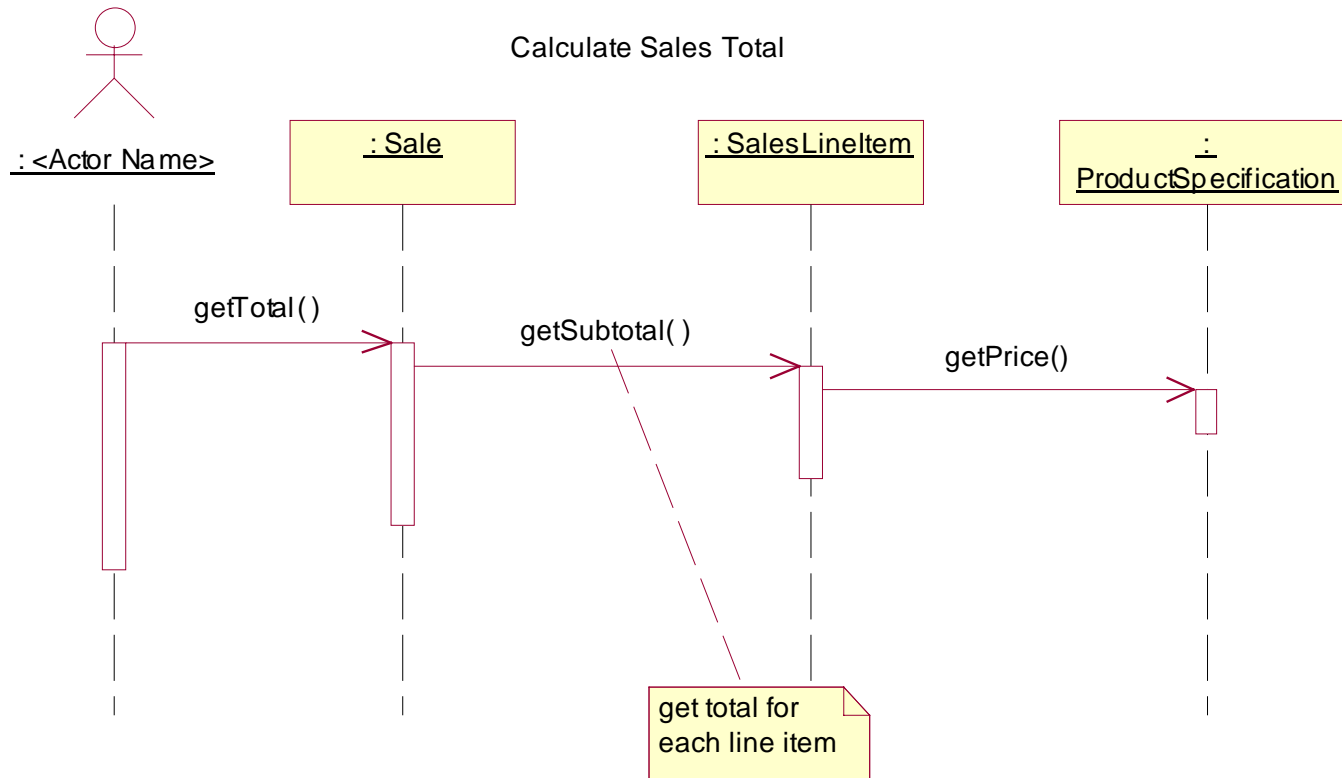 Calculate Sales Total
: <Actor Name>
: Sale
: SalesLineItem
:
ProductSpecification
getTotal( )
getSubtotal( )
getPrice()
get total for
each line item